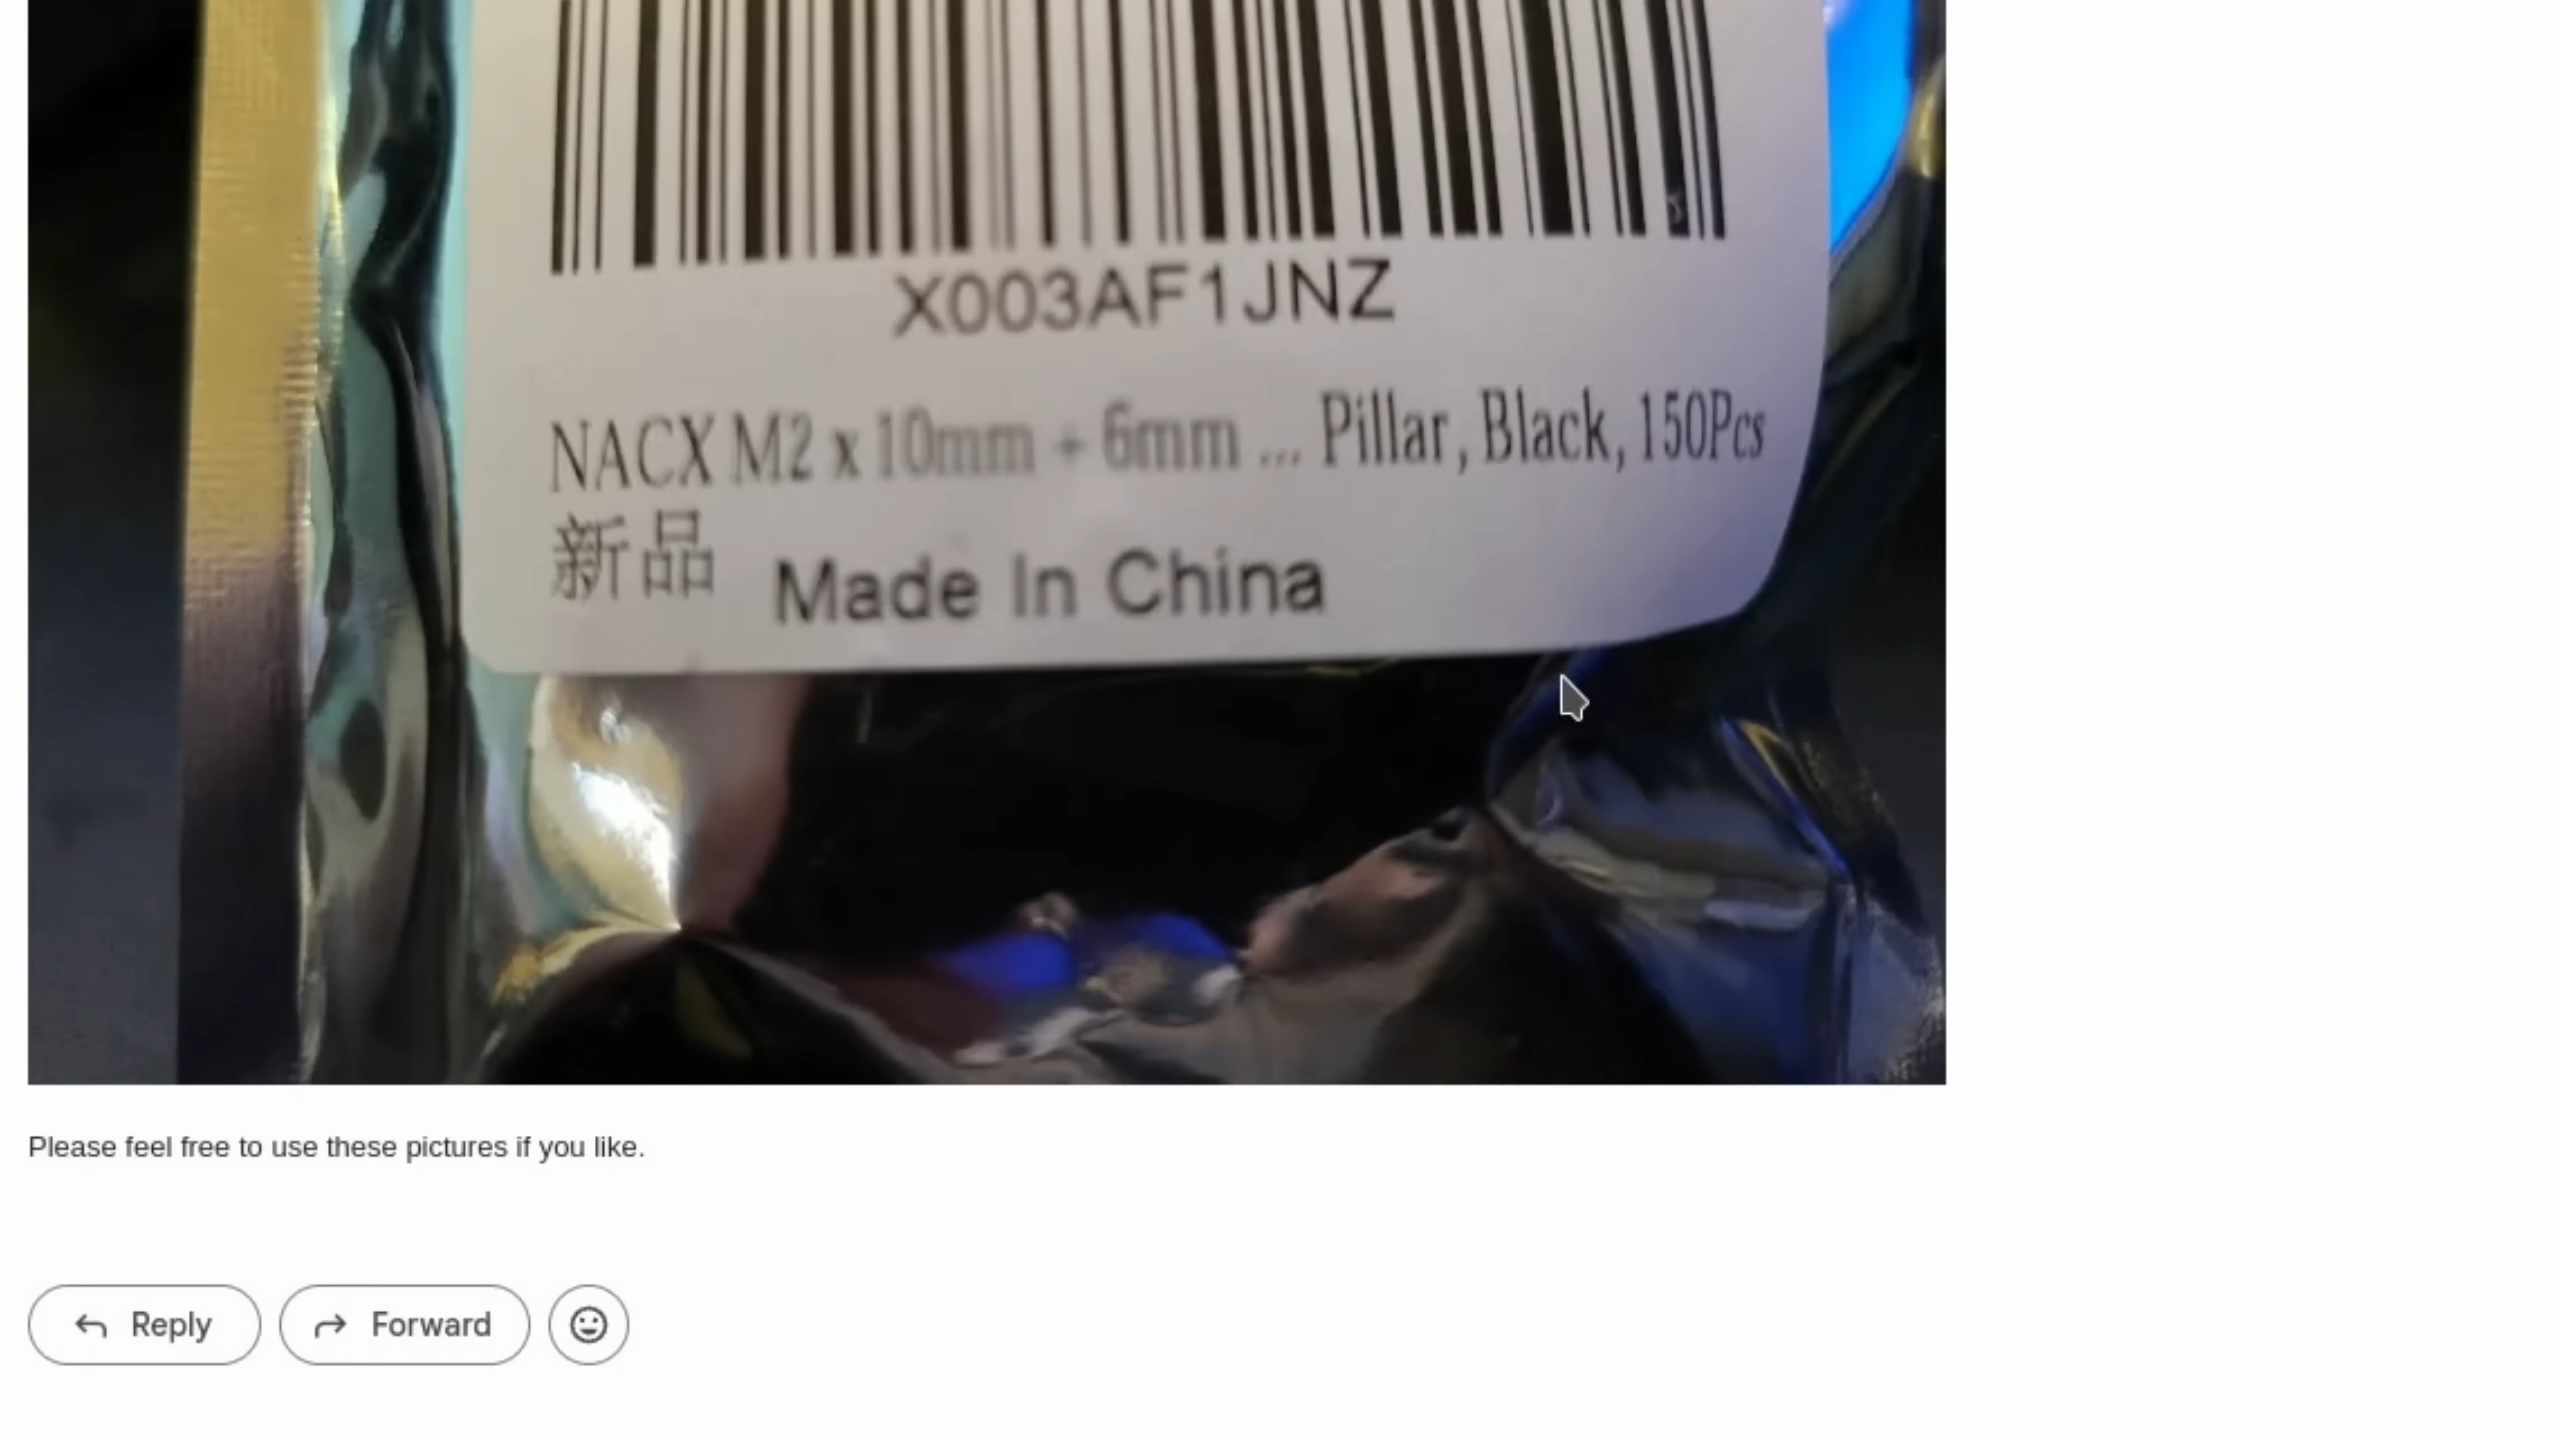 X003AF1JNZ
NACX M2 x 10mm + 6mm ... Pillar, Black, 150Pcs
新品 Made In China
Please feel free to use these pictures if you like.
Reply Forward